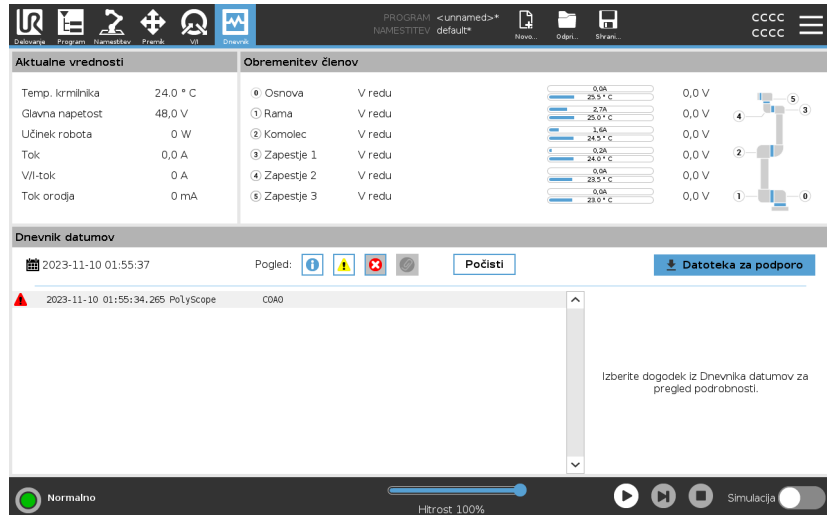 PROGRAM <unnamed>*
NAMESTITEV default*
CCCC
CCCC
Delovanje Program Namestitev Premik V/I Dnevnik Novo... Odpri... Shrani...
Aktualne vrednosti
Temp. krmilnika 24.0 ° C
Glavna napetost 48,0 V
Učinek robota 0 W
Tok 0,0 A
V/I-tok 0 A
Tok orodja 0 mA
Obremenitev členov
0 Osnova V redu 0,0A 25.5 ° C 0,0 V
1 Rama V redu 2,7A 25.0 ° C 0,0 V
2 Komolec V redu 1,6A 24.5 ° C 0,0 V
3 Zapestje 1 V redu 0,2A 24.0 ° C 0,0 V
4 Zapestje 2 V redu 0,0A 23.5 ° C 0,0 V
5 Zapestje 3 V redu 0,0A 23.0 ° C 0,0 V
5
4 3
2
1 0
Dnevnik datumov
2023-11-10 01:55:37 Pogled: Počisti Datoteka za podporo
2023-11-10 01:55:34.265 PolyScope C0A0
Izberite dogodek iz Dnevnika datumov za
pregled podrobnosti.
Normalno
Hitrost 100%
Simulacija